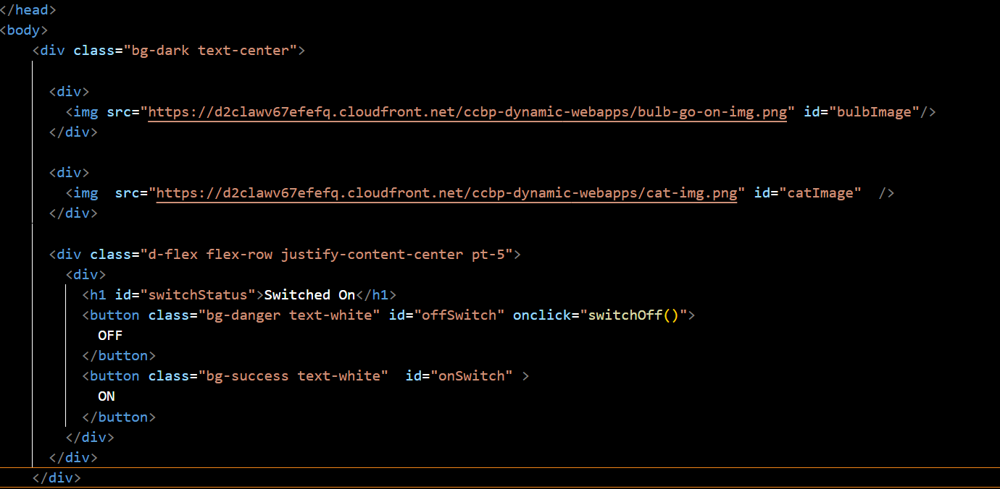 </head>
<body>
<div class="bg-dark text-center">
<div>
<img src="https://d2clawv67efefq.cloudfront.net/ccbp-dynamic-webapps/bulb-go-on-img.png" id="bulbImage"/>
</div>
<div>
<img  src="https://d2clawv67efefq.cloudfront.net/ccbp-dynamic-webapps/cat-img.png" id="catImage"  />
</div>
<div class="d-flex flex-row justify-content-center pt-5">
<div>
<h1 id="switchStatus">Switched On</h1>
<button class="bg-danger text-white" id="offSwitch" onclick="switchOff()">
OFF
</button>
<button class="bg-success text-white"  id="onSwitch" >
ON
</button>
</div>
</div>
</div>